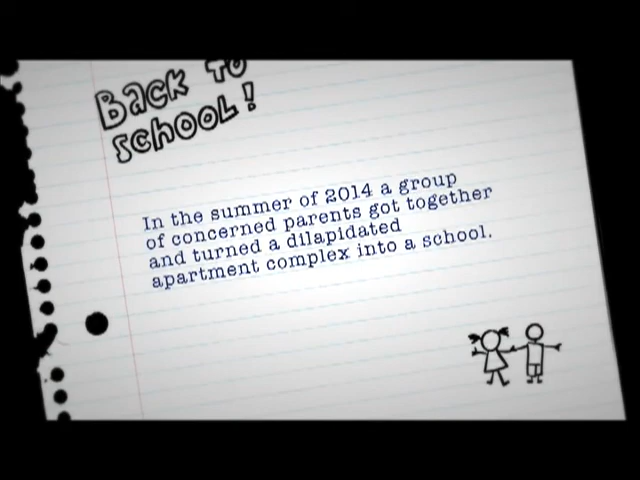 Back to
school!
In the summer of 2014 a group
of concerned parents got together
and turned a dilapidated
apartment complex into a school.